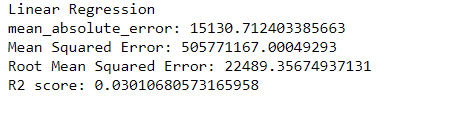 Linear Regression
mean_absolute_error: 15130.712403385663
Mean Squared Error: 505771167.00049293
Root Mean Squared Error: 22489.35674937131
R2 score: 0.03010680573165958